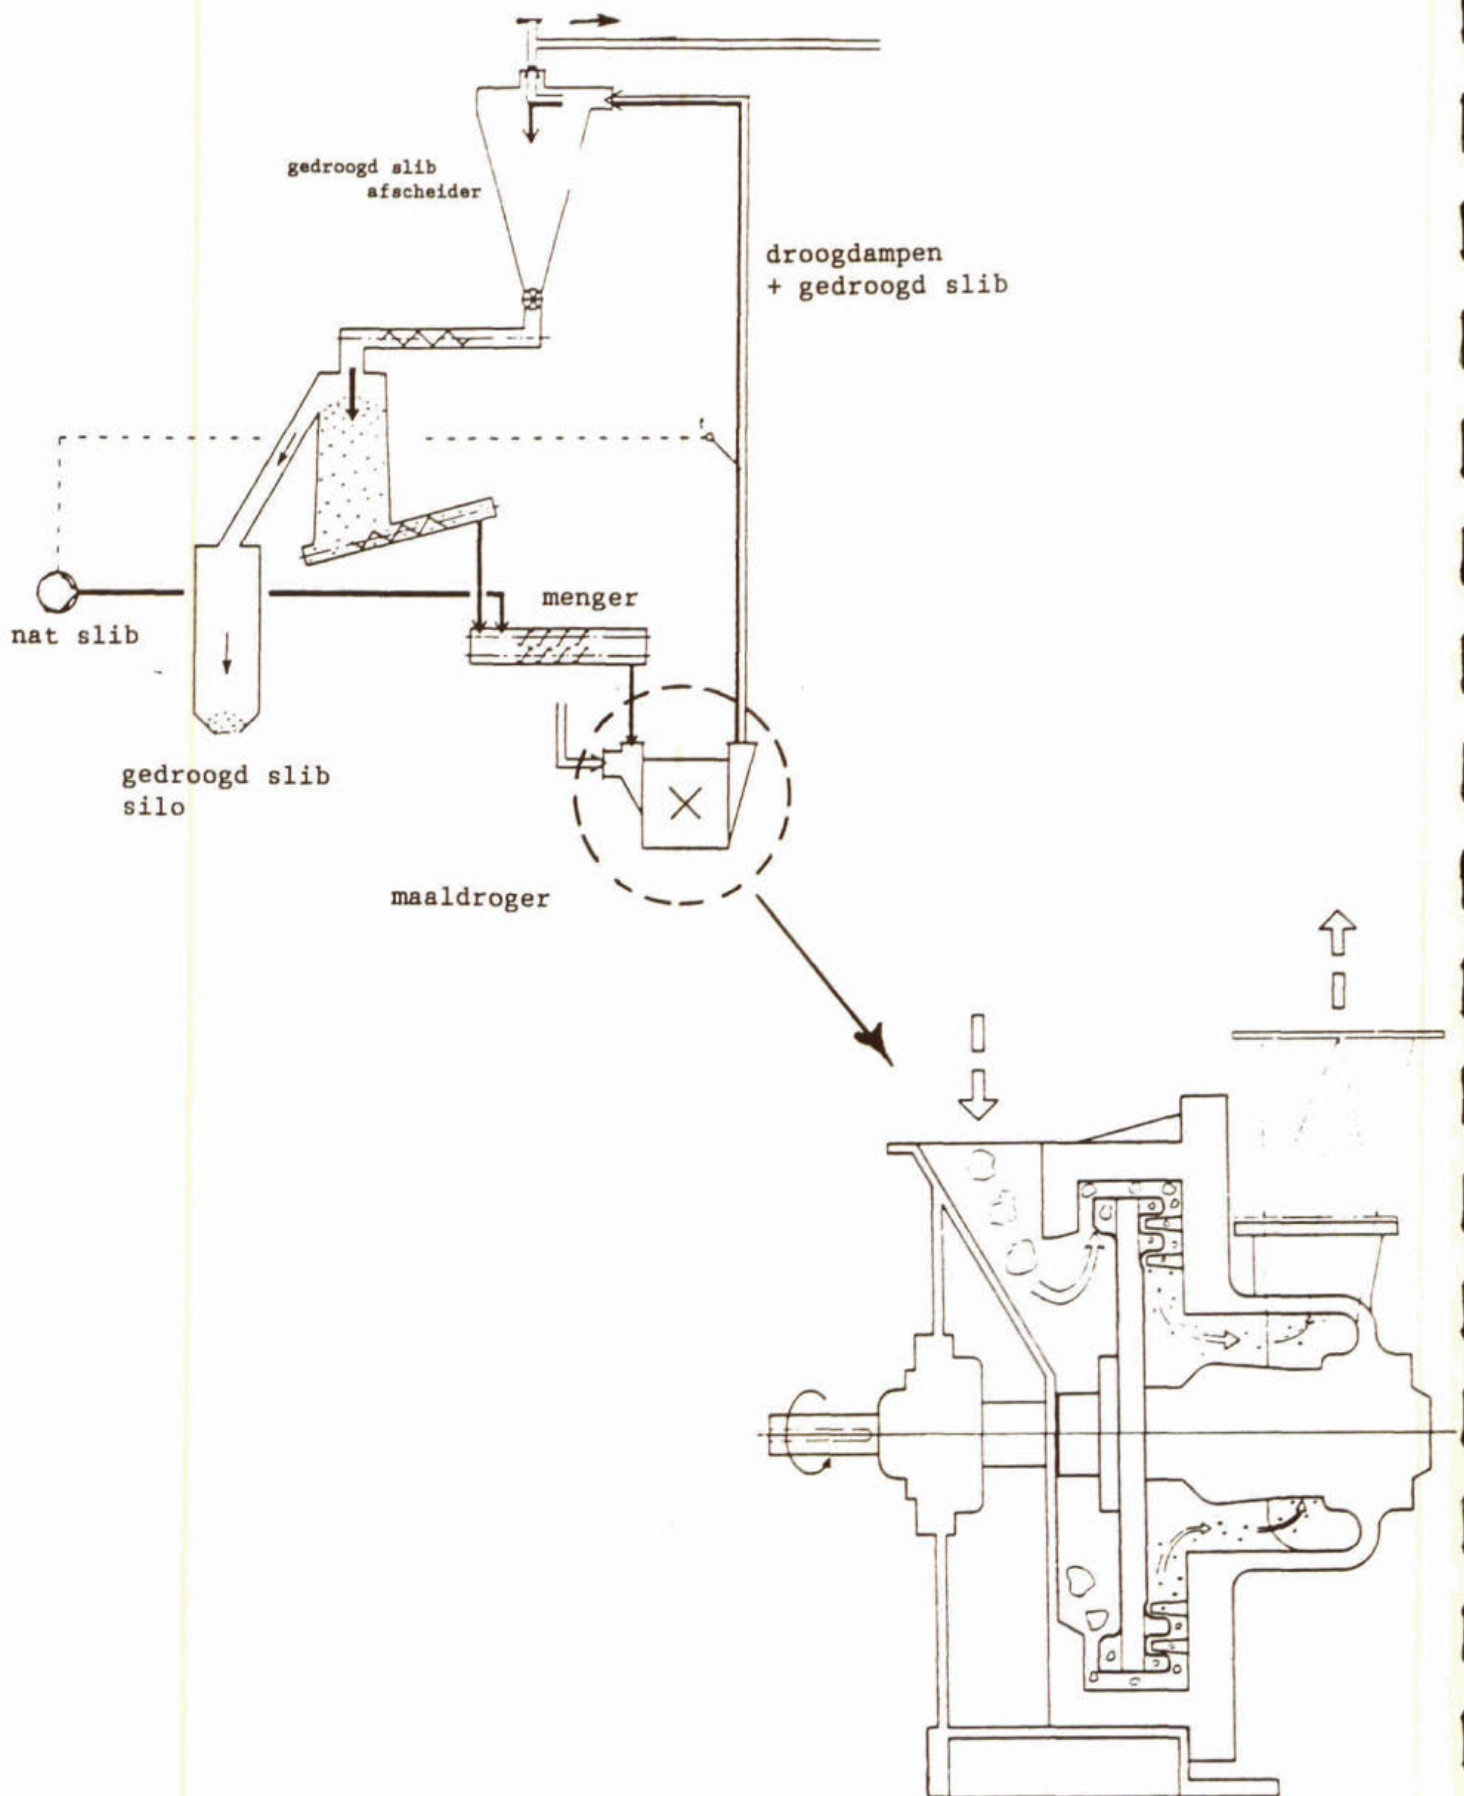 gedroogd slib
afscheider
droogdampen
+ gedroogd slib
nat slib
menger
gedroogd slib
silo
maaldroger